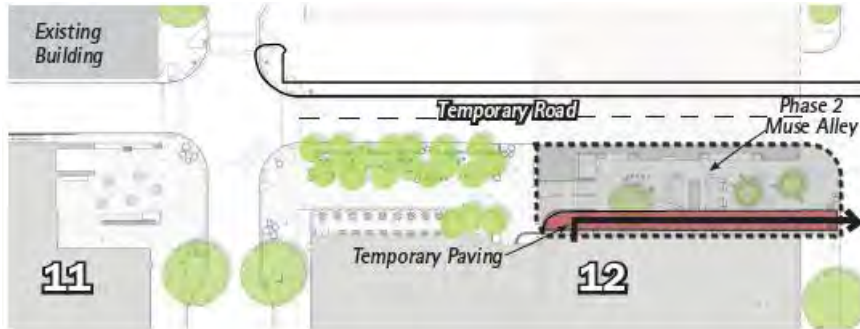 Existing
Building
Temporary Road
Phase 2
Muse Alley
Temporary Paving
11
12